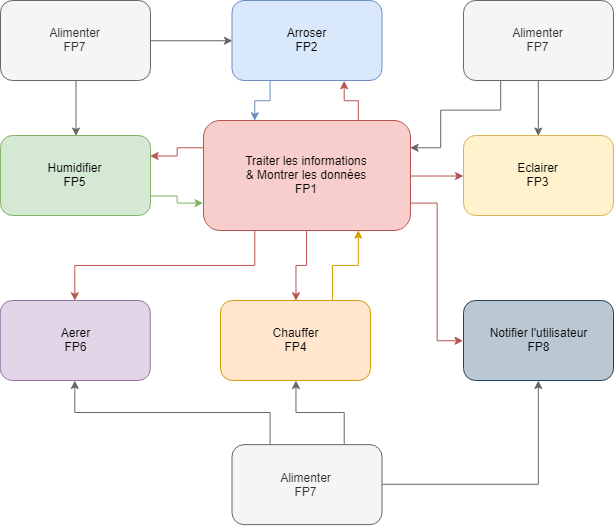 Alimenter
FP7
Arroser
FP2
Alimenter
FP7
Humidifier
FP5
Traiter les informations
& Montrer les données
FP1
Eclairer
FP3
Aerer
FP6
Chauffer
FP4
Notifier l'utilisateur
FP8
Alimenter
FP7